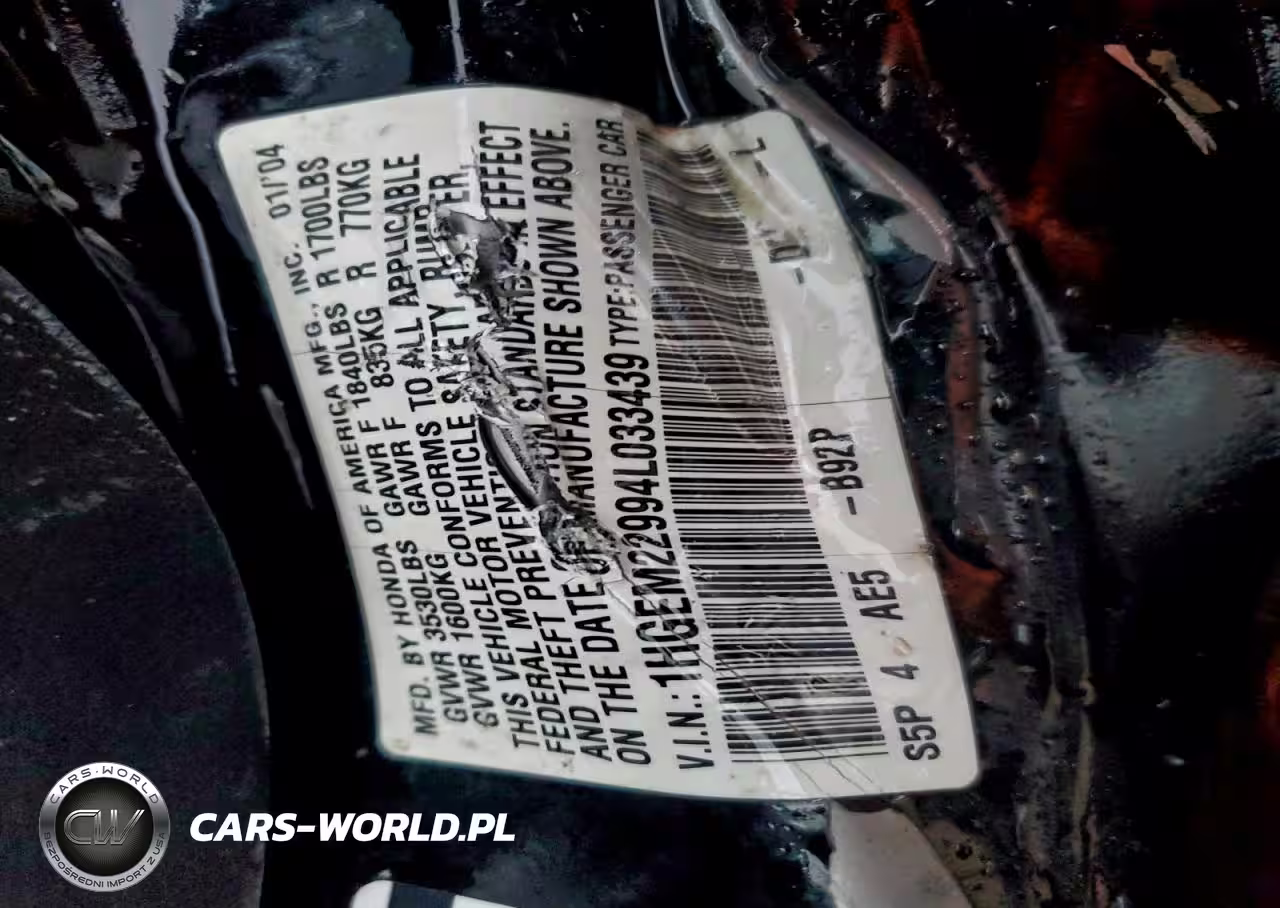 MFD. BY HONDA OF AMERICA MFG., INC. 01/'04
GVWR 3530LBS GAWR F 1840LBS R 1700LBS
GVWR 1600KG GAWR F 835KG R 770KG
THIS VEHICLE CONFORMS TO ALL APPLICABLE
FEDERAL MOTOR VEHICLE SAFETY, BUMPER,
AND THEFT PREVENTION STANDARDS IN EFFECT
ON THE DATE OF MANUFACTURE SHOWN ABOVE.
V.I.N.: 1HGEM22994L033439 TYPE:PASSENGER CAR
S5P 4 AE5 -B92P -D -L
CARS-WORLD
CW
BEZPOŚREDNI IMPORT Z USA
CARS-WORLD.PL